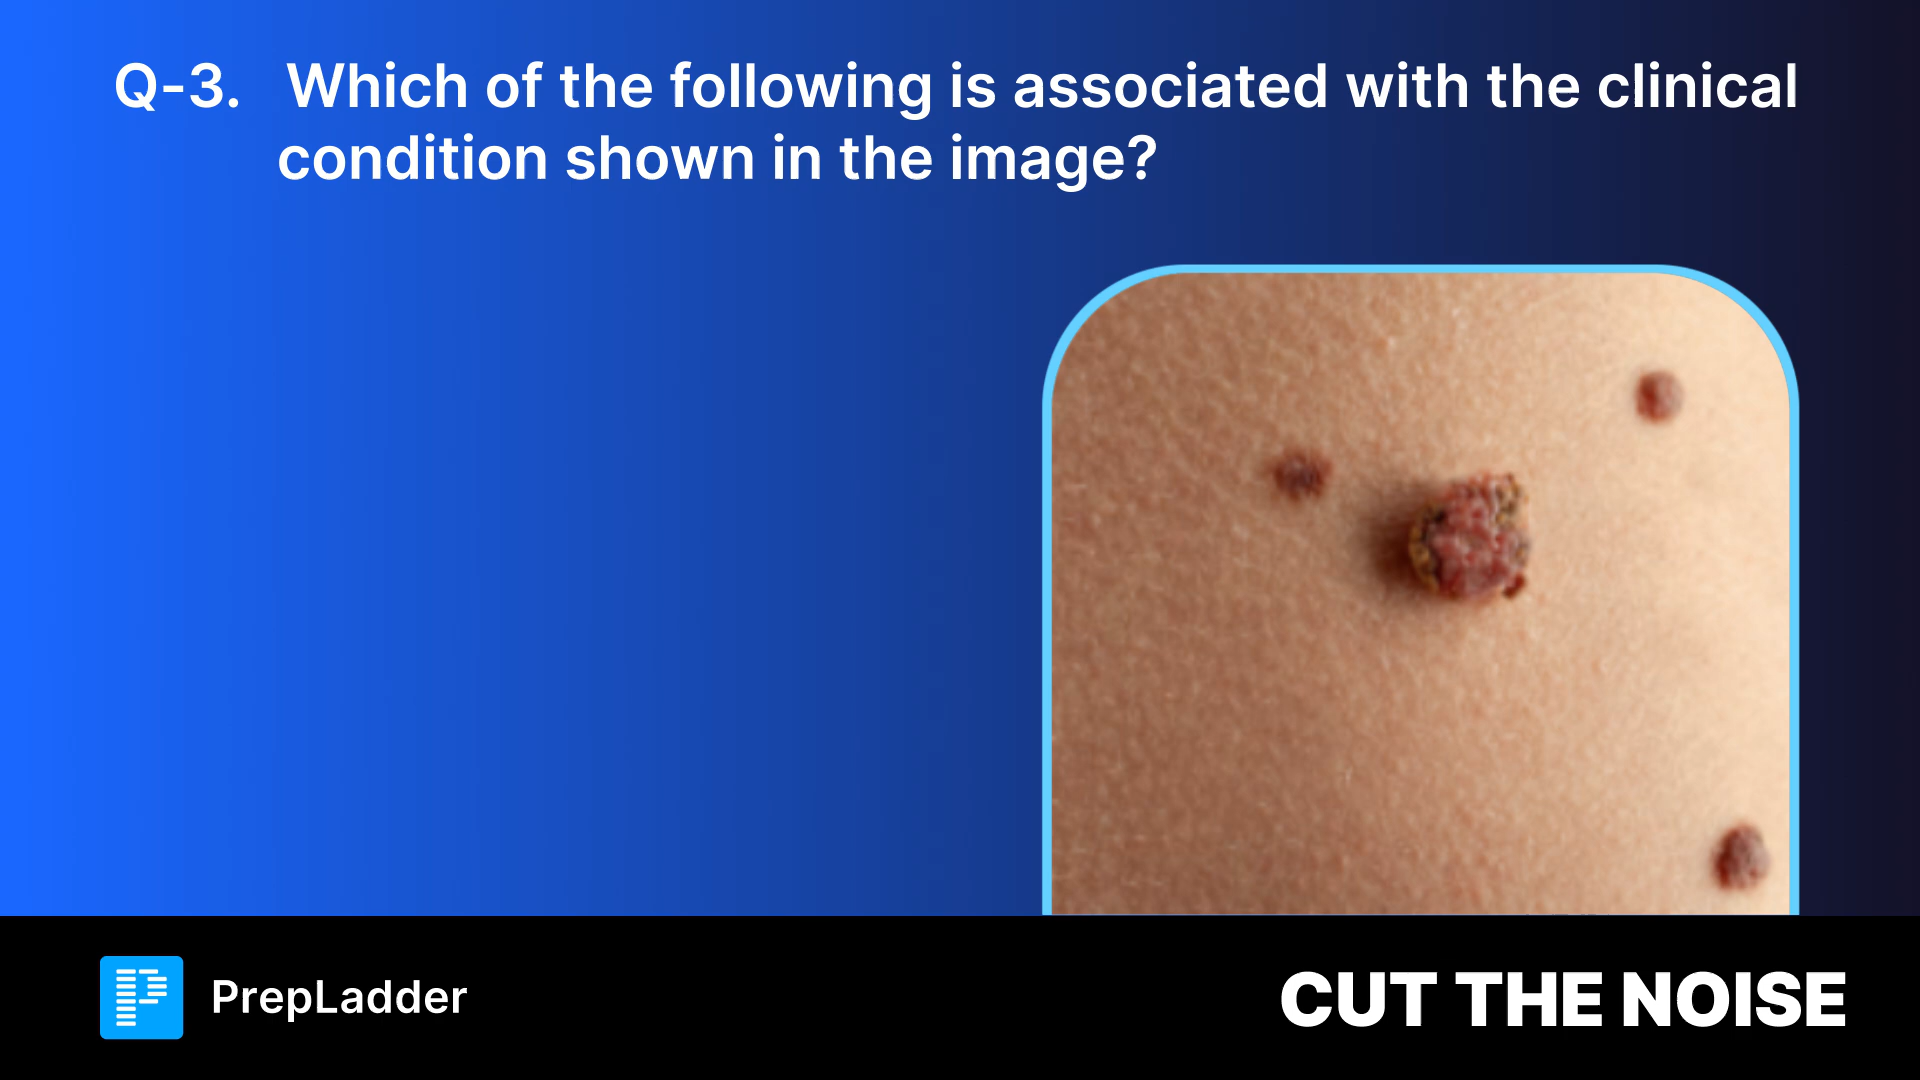 Q-3. Which of the following is associated with the clinical
condition shown in the image?
PrepLadder
CUT THE NOISE